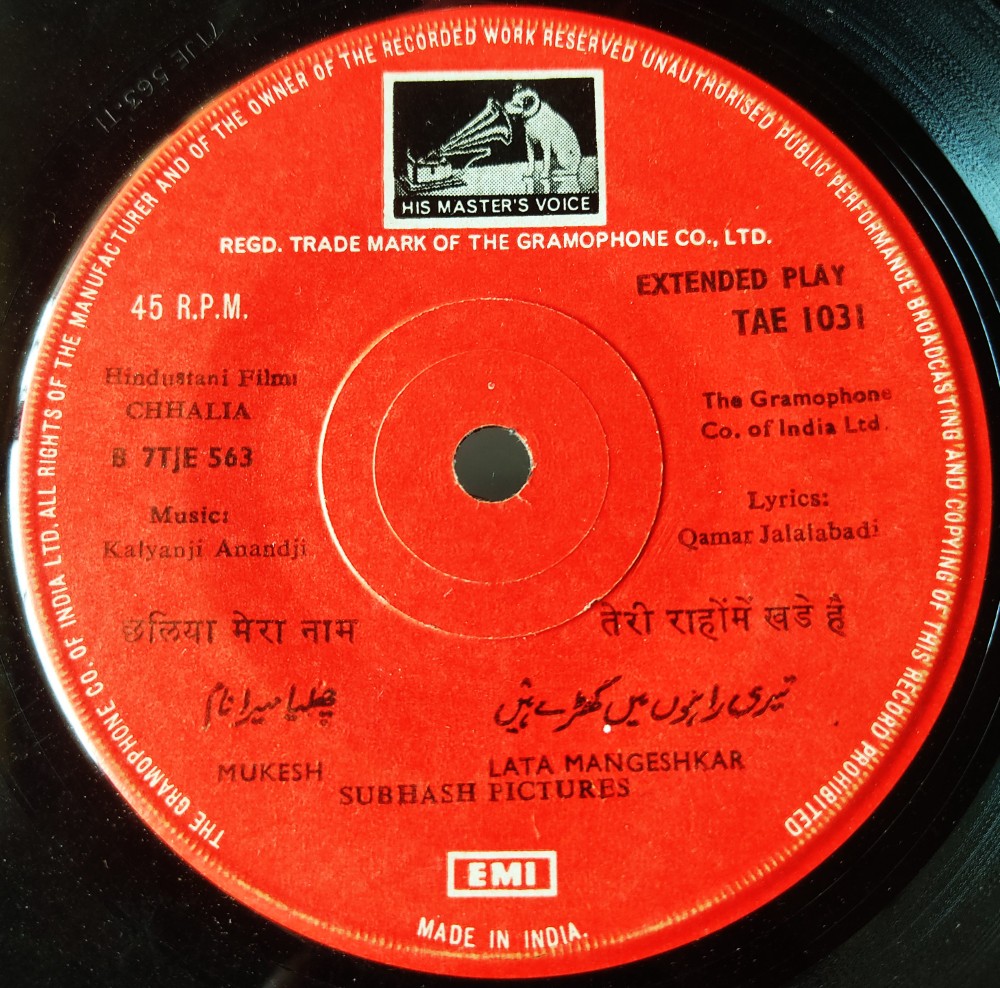 THE GRAMOPHONE CO. OF INDIA LTD. ALL RIGHTS OF THE MANUFACTURER AND OF THE OWNER OF THE RECORDED WORK RESERVED UNAUTHORISED PUBLIC PERFORMANCE BROADCASTING AND COPYING OF THIS RECORD PROHIBITED
HIS MASTER'S VOICE
REGD. TRADE MARK OF THE GRAMOPHONE CO., LTD.
45 R.P.M.
EXTENDED PLAY
TAE 1031
Hindustani Film:
CHHALIA
B 7TJE 563
The Gramophone
Co. of India Ltd.
Music:
Kalyanji Anandji
Lyrics:
Qamar Jalalabadi
छलिया मेरा नाम
तेरी राहोंमें खडे हैं
چھلیا میرا نام
تیری راہوں میں کھڑے ہیں
MUKESH
LATA MANGESHKAR
SUBHASH PICTURES
EMI
MADE IN INDIA.